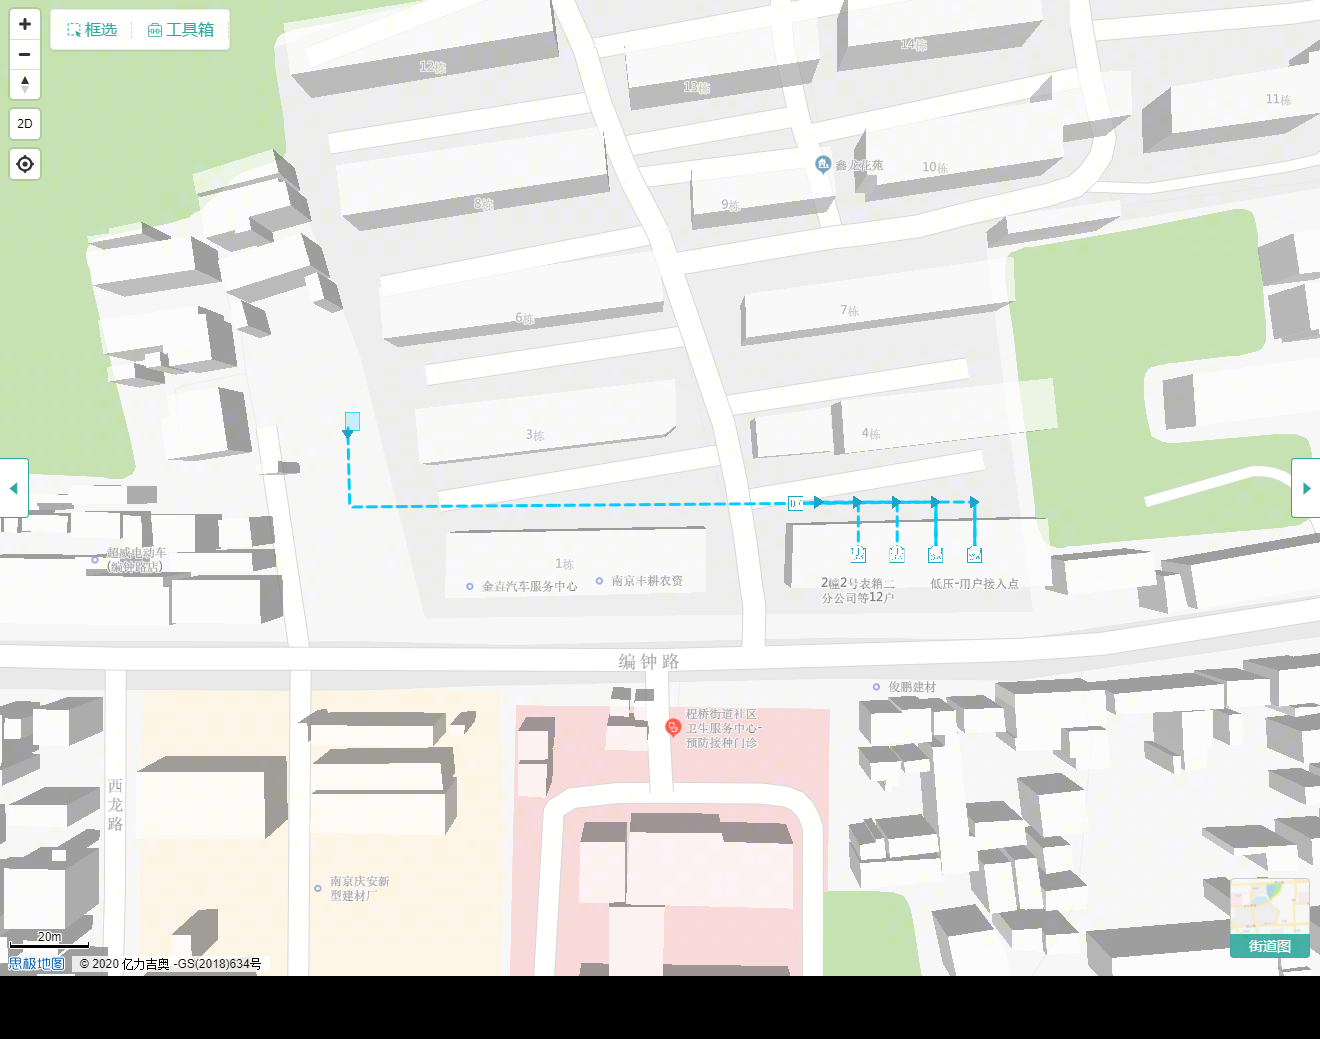 框选
工具箱
2D
12栋
13栋
14栋
11栋
鑫龙花苑
10栋
8栋
9栋
6栋
7栋
3栋
4栋
超威电动车
(编钟路店)
1栋
金垚汽车服务中心
南京丰耕农资
2幢2号表箱二
分公司等12户
低压-用户接入点
编钟路
俊鹏建材
程桥街道社区
卫生服务中心-
预防接种门诊
西龙路
南京庆安新
型建材厂
20m
思极地图
© 2020 亿力吉奥 -GS(2018)634号
街道图